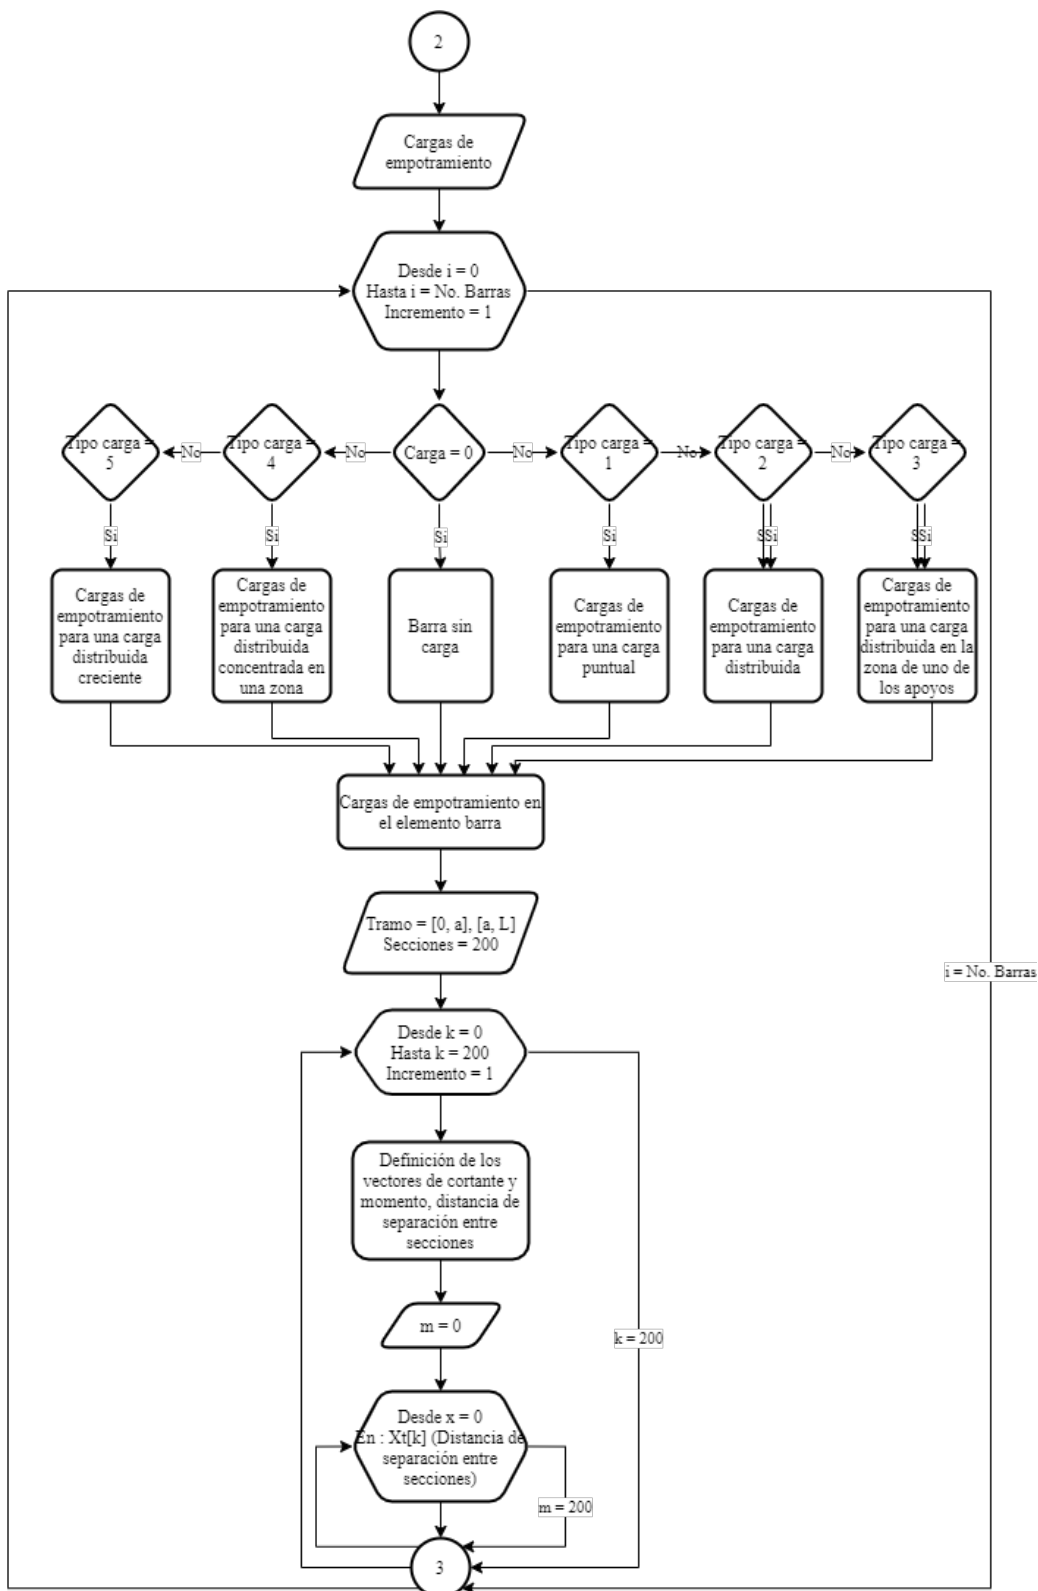 2
Cargas de
empotramiento
Desde i = 0
Hasta i = No. Barras
Incremento = 1
Tipo carga =
5
No
Tipo carga =
4
No
Carga = 0
No
Tipo carga =
1
No
Tipo carga =
2
No
Tipo carga =
3
Si
Si
Si
Si
Si
Si
Cargas de
empotramiento
para una carga
distribuida
creciente
Cargas de
empotramiento
para una carga
distribuida
concentrada en
una zona
Barra sin
carga
Cargas de
empotramiento
para una carga
puntual
Cargas de
empotramiento
para una carga
distribuida
Cargas de
empotramiento
para una carga
distribuida en la
zona de uno de
los apoyos
Cargas de empotramiento en
el elemento barra
Tramo = [0, a], [a, L]
Secciones = 200
i = No. Barras
Desde k = 0
Hasta k = 200
Incremento = 1
Definición de los
vectores de cortante y
momento, distancia de
separación entre
secciones
m = 0
k = 200
Desde x = 0
En : Xt[k] (Distancia de
separación entre
secciones)
m = 200
3